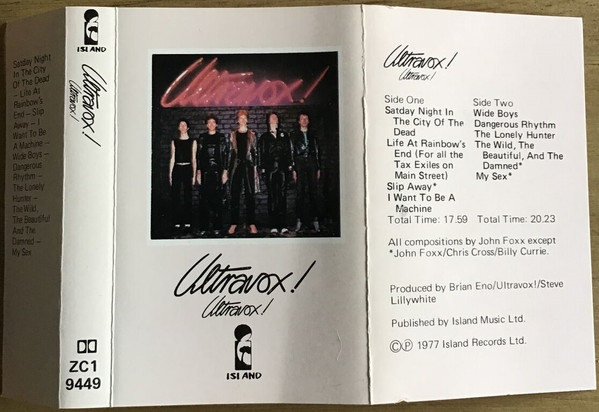 Satday Night
In The City
Of The Dead
– Life At
Rainbow's
End – Slip
Away – I
Want To Be
A Machine –
Wide Boys –
Dangerous
Rhythm –
The Lonely
Hunter –
The Wild,
The Beautiful
And The
Damned –
My Sex
ISLAND
Ultravox!
Ultravox!
ZC1
9449
Ultravox!
Ultravox!
Ultravox!
ISLAND
Ultravox!
Ultravox!
Side One
Satday Night In
The City Of The
Dead
Life At Rainbow's
End (For all the
Tax Exiles on
Main Street)
Slip Away*
I Want To Be A
Machine
Total Time: 17.59
Side Two
Wide Boys
Dangerous Rhythm
The Lonely Hunter
The Wild, The
Beautiful, And The
Damned*
My Sex*
Total Time: 20.23
All compositions by John Foxx except
*John Foxx/Chris Cross/Billy Currie.
Produced by Brian Eno/Ultravox!/Steve
Lillywhite
Published by Island Music Ltd.
©℗ 1977 Island Records Ltd.